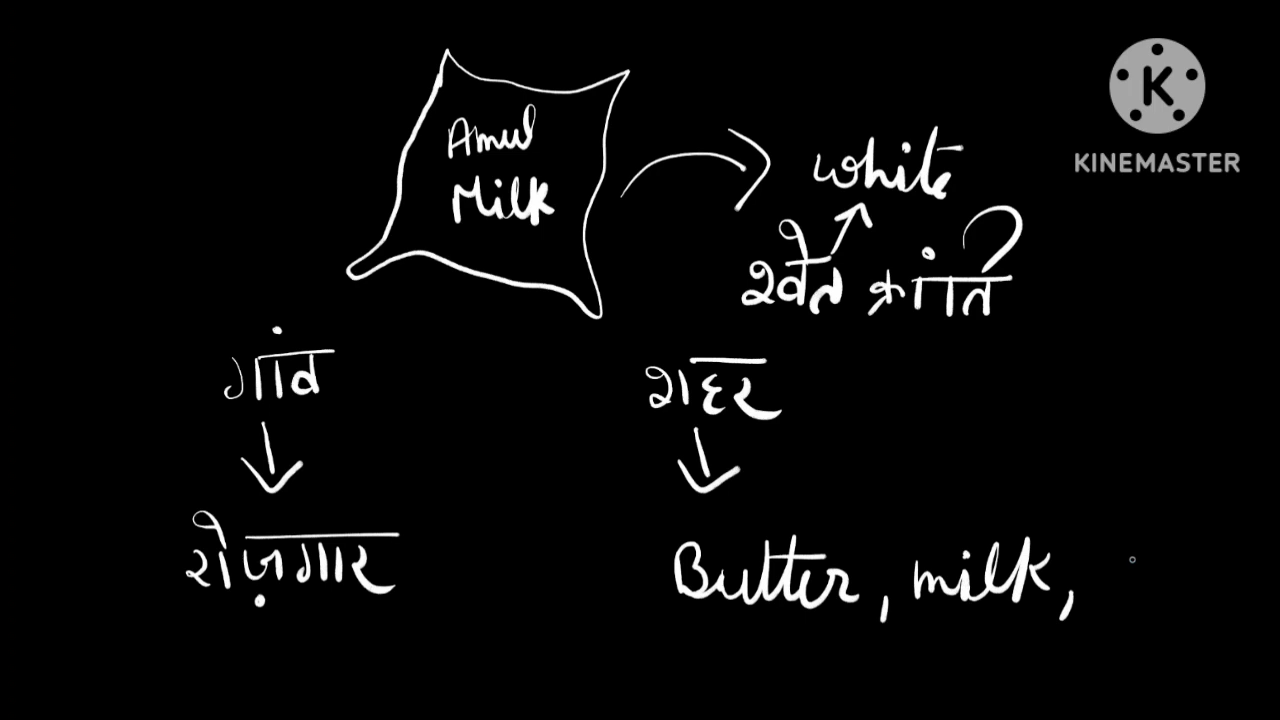 Amul
Milk
white
श्वेत क्रांति
गांव
शहर
रोज़गार
Butter, milk,
KINEMASTER